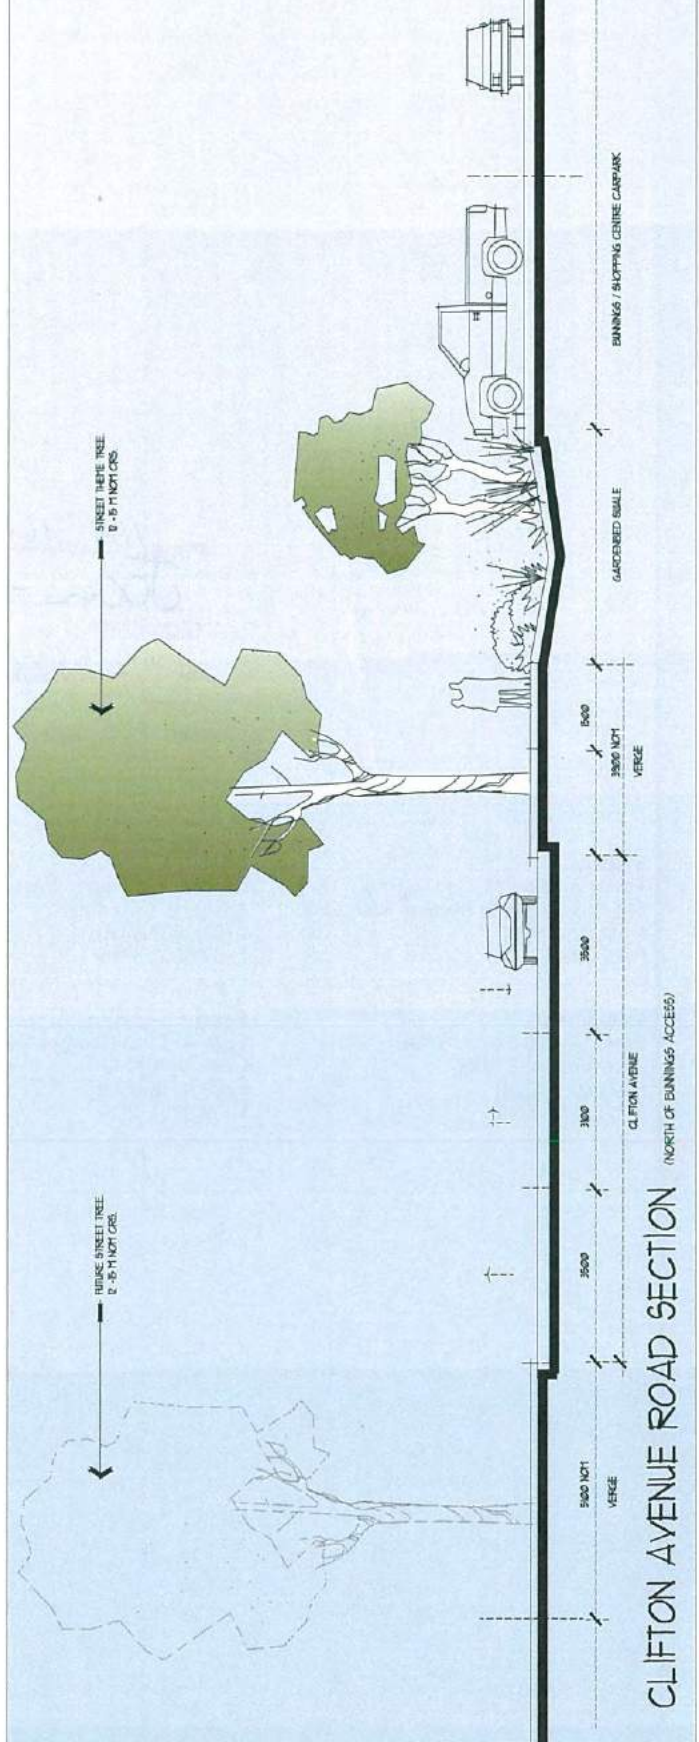 FUTURE STREET TREE.
12 -15 M NOM CRS.
STREET THEME TREE.
12 -15 M NOM CRS.
5100 NOM
3500
3100
3500
1500
VERGE
CLIFTON AVENUE
3900 NOM
VERGE
GARDENBED SWALE
BUNNINGS / SHOPPING CENTRE CARPARK
CLIFTON AVENUE ROAD SECTION (NORTH OF BUNNINGS ACCESS)